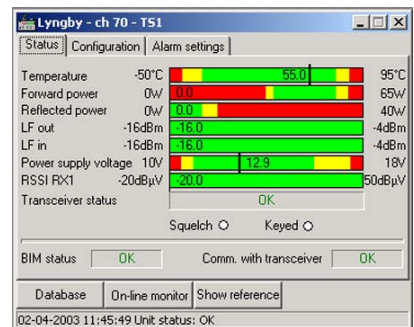 Lyngby - ch 70 - TS1
Status Configuration Alarm settings
Temperature -50°C 55.0 95°C
Forward power 0W 0.0 65W
Reflected power 0W 0.0 40W
LF out -16dBm -16.0 -4dBm
LF in -16dBm -16.0 -4dBm
Power supply voltage 10V 12.9 18V
RSSI RX1 -20dBµV -20.0 50dBµV
Transceiver status OK
Squelch Keyed
BIM status OK Comm. with transceiver OK
Database On-line monitor Show reference
02-04-2003 11:45:49 Unit status: OK